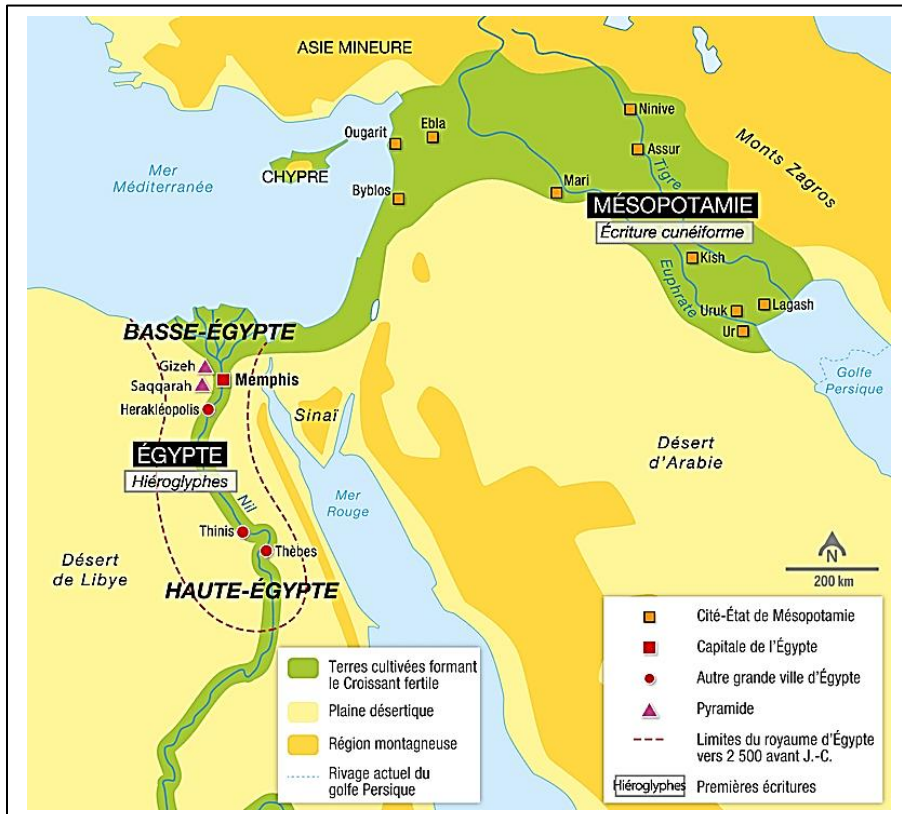 ASIE MINEURE
Ninive
Ebla
Ougarit
Assur
Monts Zagros
Mer
Méditerranée
CHYPRE
Tigre
Byblos
Mari
MÉSOPOTAMIE
Écriture cunéiforme
Kish
Euphrate
Lagash
Uruk
Ur
BASSE-ÉGYPTE
Gizeh
Memphis
Saqqarah
Golfe
Persique
Herakléopolis
Sinaï
ÉGYPTE
Hiéroglyphes
Désert
d'Arabie
Nil
Mer
Rouge
Thinis
Thèbes
Désert
de Libye
HAUTE-ÉGYPTE
N
200 km
Terres cultivées formant
le Croissant fertile
Plaine désertique
Région montagneuse
Rivage actuel du
golfe Persique
Cité-État de Mésopotamie
Capitale de l'Égypte
Autre grande ville d'Égypte
Pyramide
Limites du royaume d'Égypte
vers 2 500 avant J.-C.
Hiéroglyphes Premières écritures